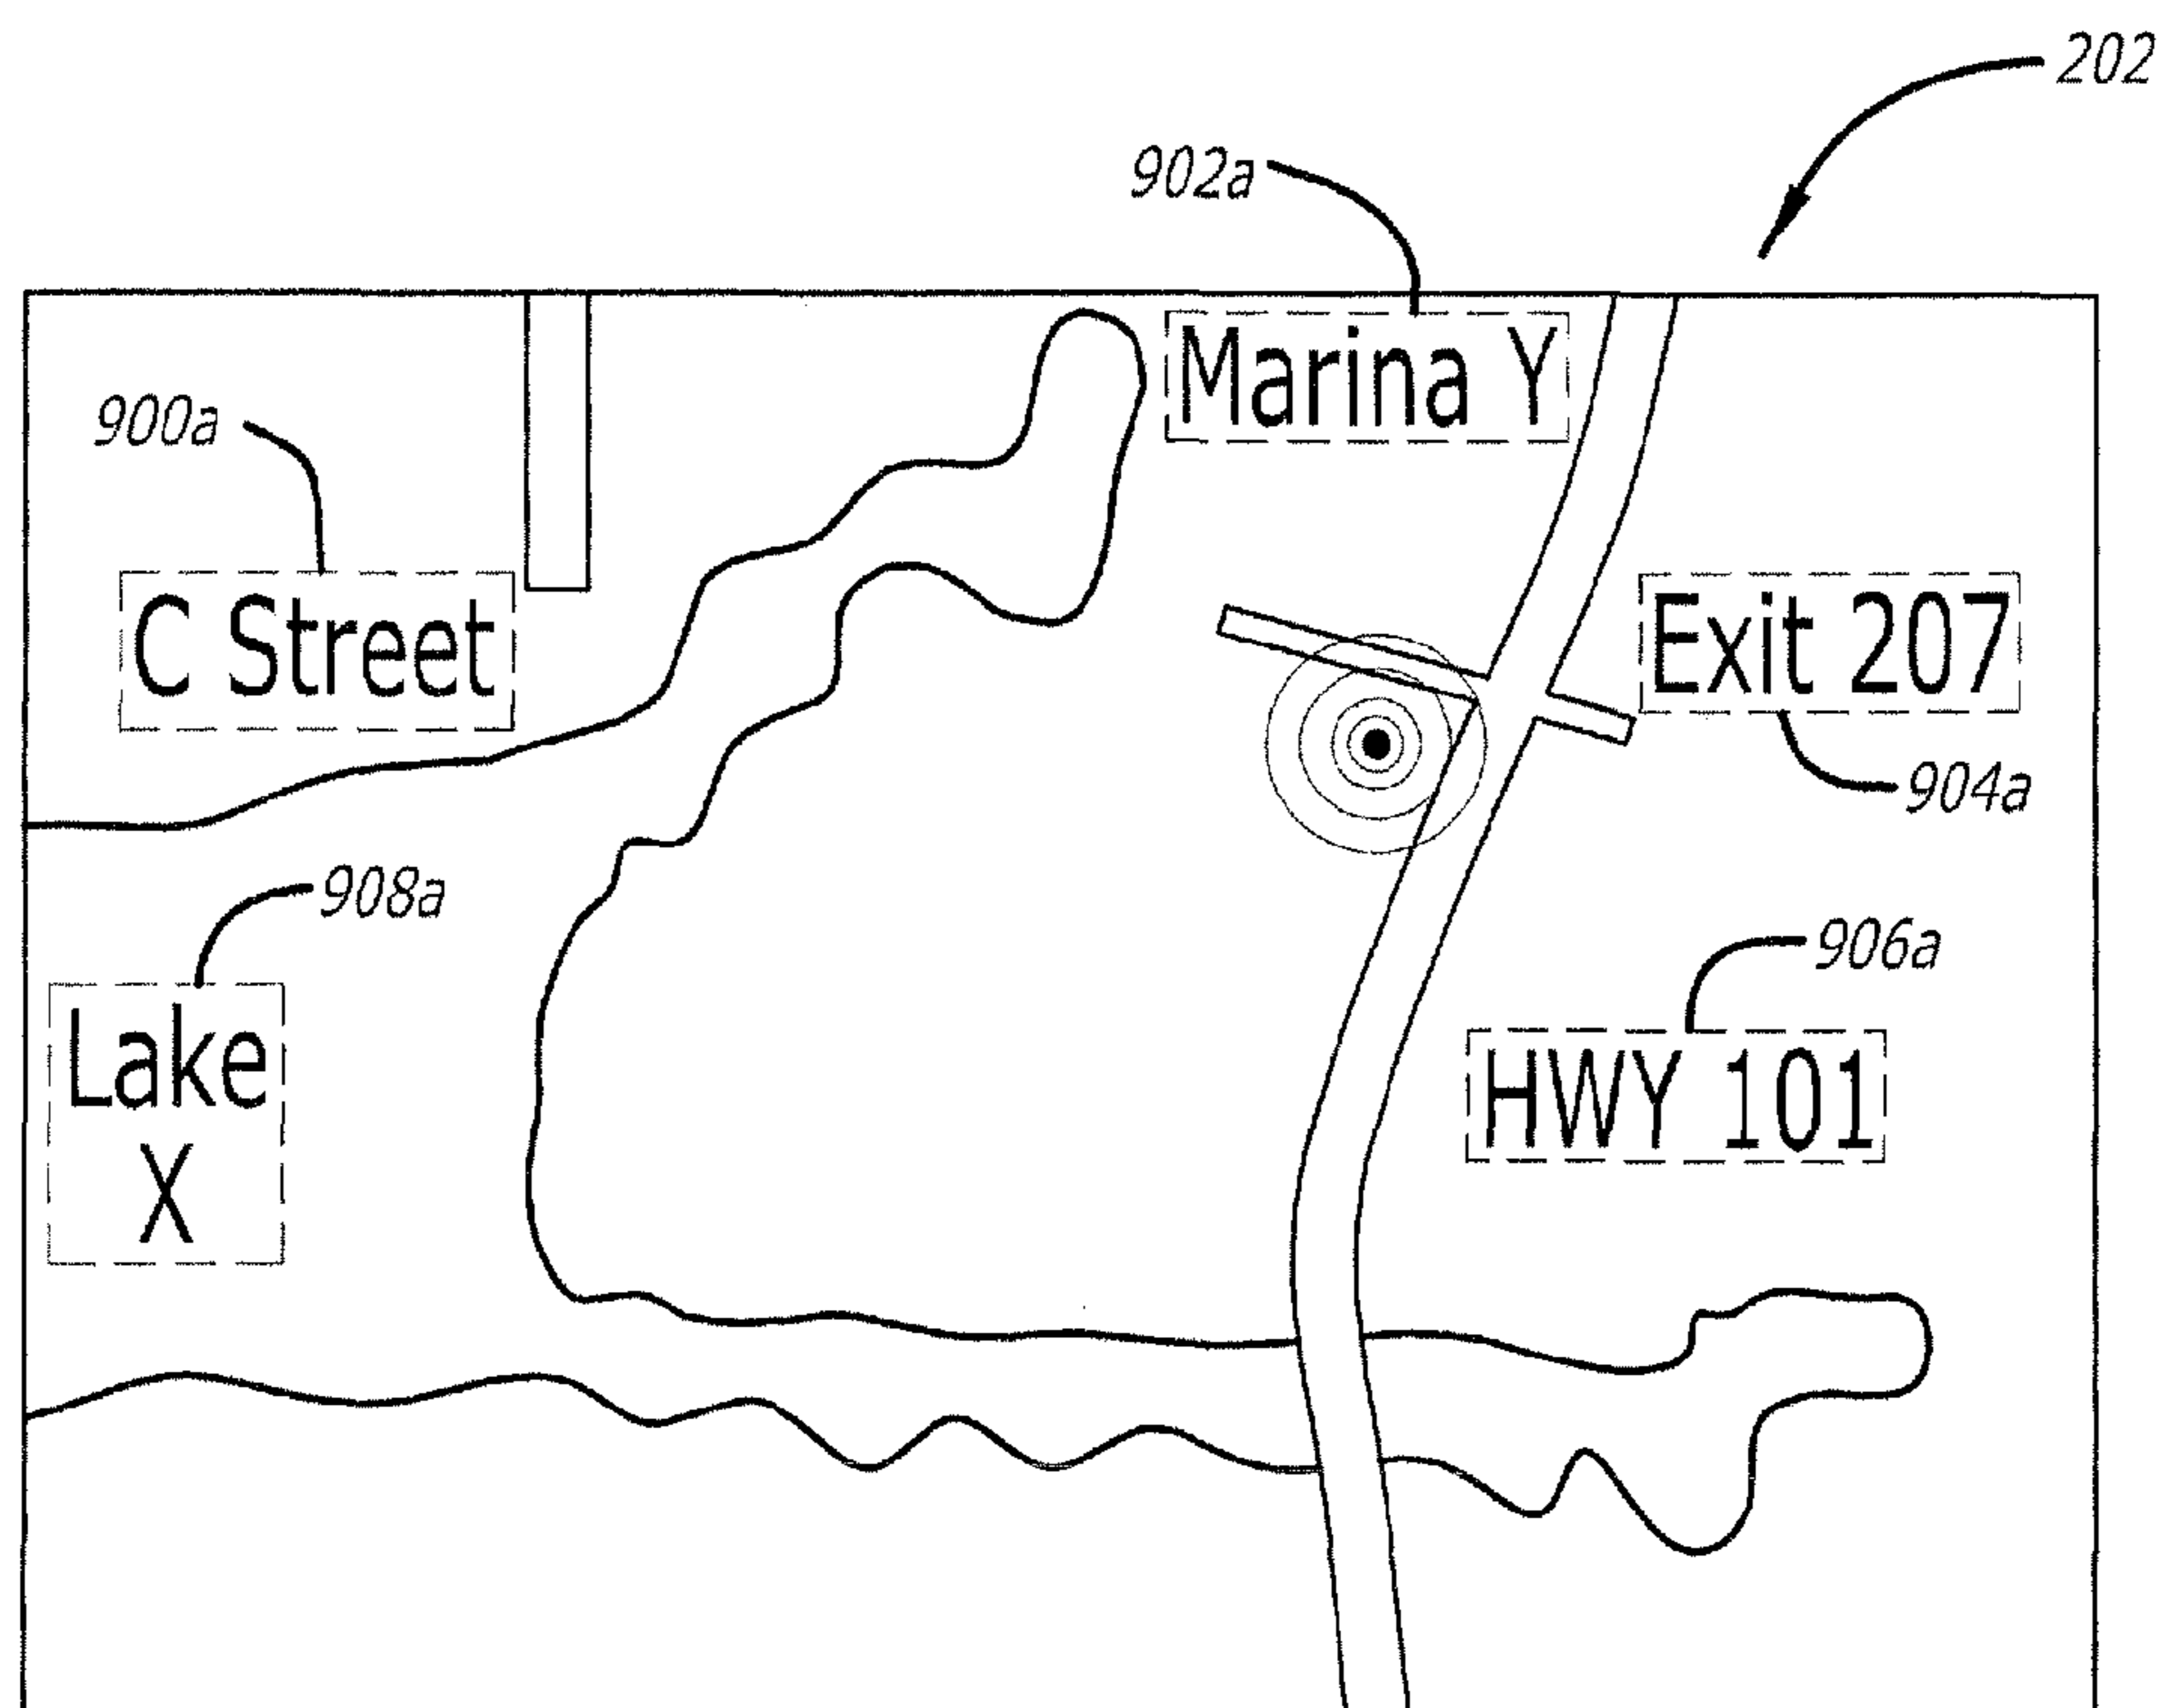 202
902a
Marina Y
900a
C Street
Exit 207
904a
908a
906a
Lake
X
HWY 101